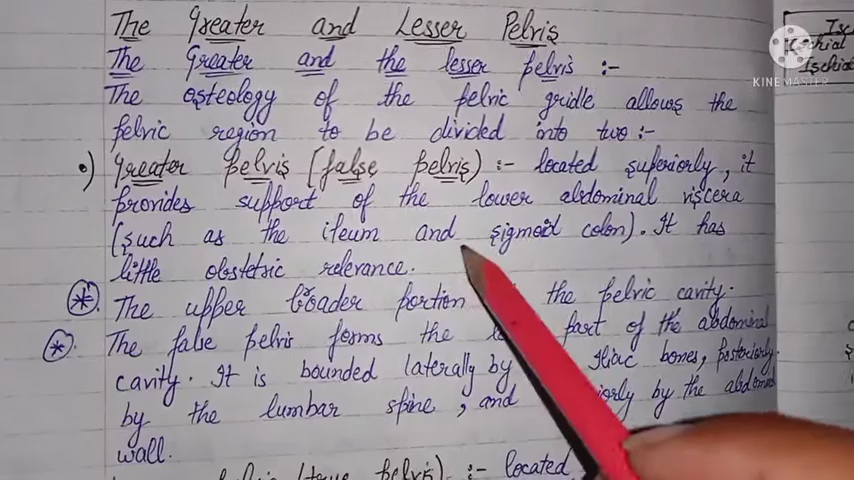 The Greater and Lesser Pelvis
The Greater and the lesser pelvis :-
The osteology of the pelvic gridle allows the
pelvic region to be divided into two :-
•) Greater pelvis (false pelvis) :- located superiorly, it
provides support of the lower abdominal viscera
(such as the ileum and sigmoid colon). It has
little obstetric relevance.
* The upper broader portion the pelvic cavity.
* The false pelvis forms the part of the abdominal
cavity. It is bounded laterally by Iliac bones, posteriorly
by the lumbar spine, and by the abdominal
wall.
pelvis) :- located
KINEMASTER